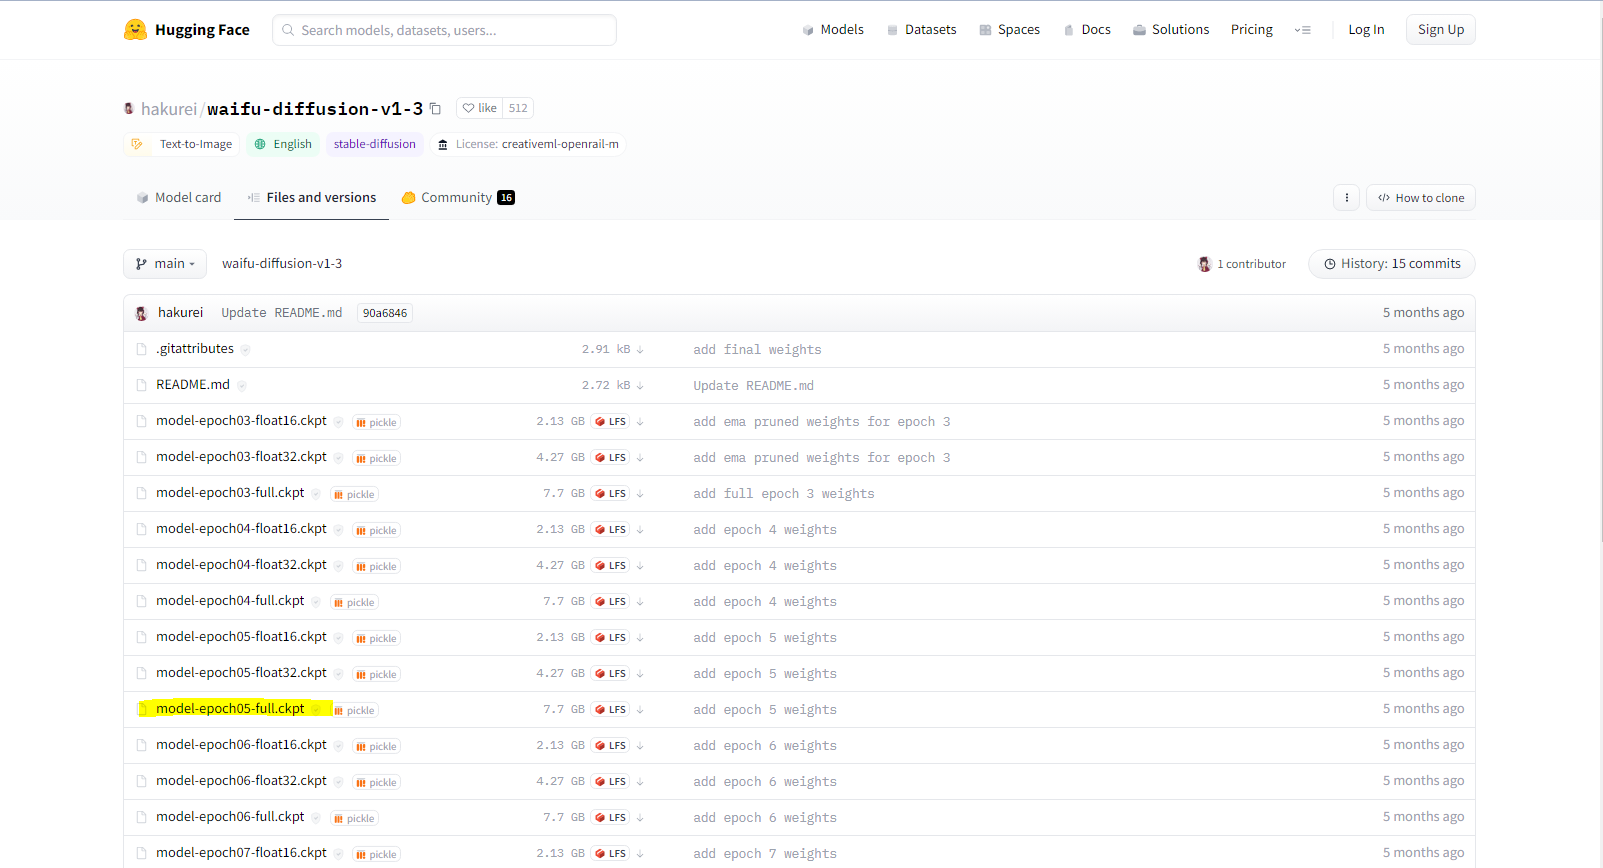 Hugging Face Search models, datasets, users... Models Datasets Spaces Docs Solutions Pricing Log In Sign Up
hakurei/waifu-diffusion-v1-3 like 512
Text-to-Image English stable-diffusion License: creativeml-openrail-m
Model card Files and versions Community 16 How to clone
main waifu-diffusion-v1-3 1 contributor History: 15 commits
hakurei Update README.md 90a6846 5 months ago
.gitattributes 2.91 kB add final weights 5 months ago
README.md 2.72 kB Update README.md 5 months ago
model-epoch03-float16.ckpt pickle 2.13 GB LFS add ema pruned weights for epoch 3 5 months ago
model-epoch03-float32.ckpt pickle 4.27 GB LFS add ema pruned weights for epoch 3 5 months ago
model-epoch03-full.ckpt pickle 7.7 GB LFS add full epoch 3 weights 5 months ago
model-epoch04-float16.ckpt pickle 2.13 GB LFS add epoch 4 weights 5 months ago
model-epoch04-float32.ckpt pickle 4.27 GB LFS add epoch 4 weights 5 months ago
model-epoch04-full.ckpt pickle 7.7 GB LFS add epoch 4 weights 5 months ago
model-epoch05-float16.ckpt pickle 2.13 GB LFS add epoch 5 weights 5 months ago
model-epoch05-float32.ckpt pickle 4.27 GB LFS add epoch 5 weights 5 months ago
model-epoch05-full.ckpt pickle 7.7 GB LFS add epoch 5 weights 5 months ago
model-epoch06-float16.ckpt pickle 2.13 GB LFS add epoch 6 weights 5 months ago
model-epoch06-float32.ckpt pickle 4.27 GB LFS add epoch 6 weights 5 months ago
model-epoch06-full.ckpt pickle 7.7 GB LFS add epoch 6 weights 5 months ago
model-epoch07-float16.ckpt pickle 2.13 GB LFS add epoch 7 weights 5 months ago